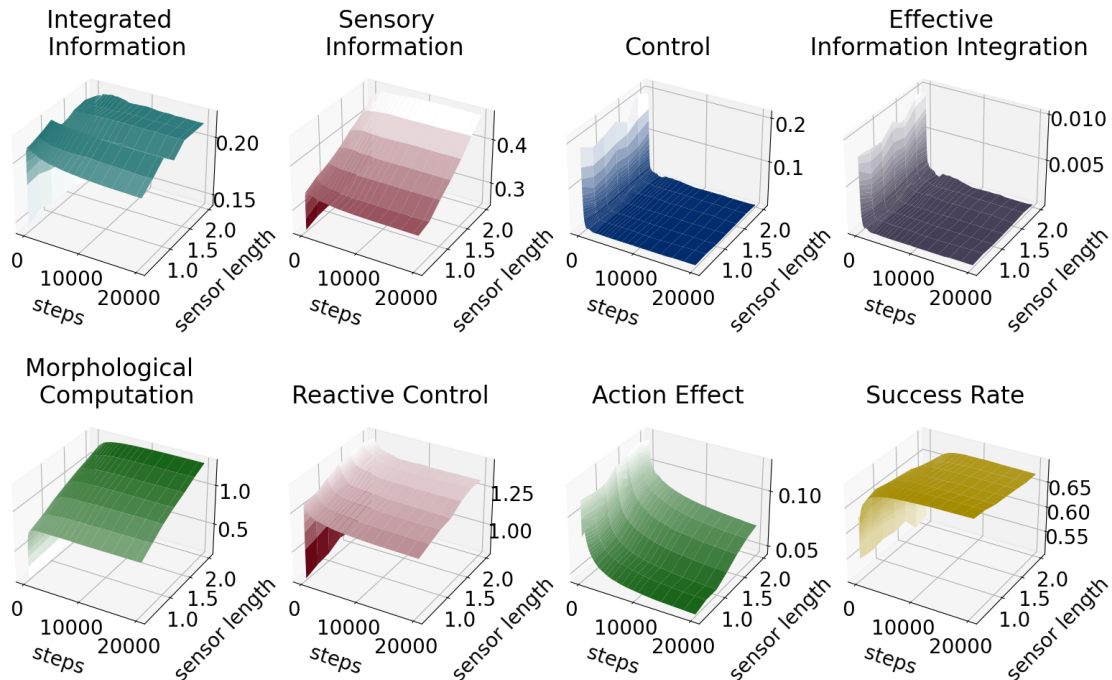 Integrated
Information
Sensory
Information
Control
Effective
Information Integration
0.20
0.15
2.0
1.5
1.0
0
10000
20000
steps
sensor length
0.4
0.3
2.0
1.5
1.0
0
10000
20000
steps
sensor length
0.2
0.1
2.0
1.5
1.0
0
10000
20000
steps
sensor length
0.010
0.005
2.0
1.5
1.0
0
10000
20000
steps
sensor length
Morphological
Computation
Reactive Control
Action Effect
Success Rate
1.0
0.5
2.0
1.5
1.0
0
10000
20000
steps
sensor length
1.25
1.00
2.0
1.5
1.0
0
10000
20000
steps
sensor length
0.10
0.05
2.0
1.5
1.0
0
10000
20000
steps
sensor length
0.65
0.60
0.55
2.0
1.5
1.0
0
10000
20000
steps
sensor length